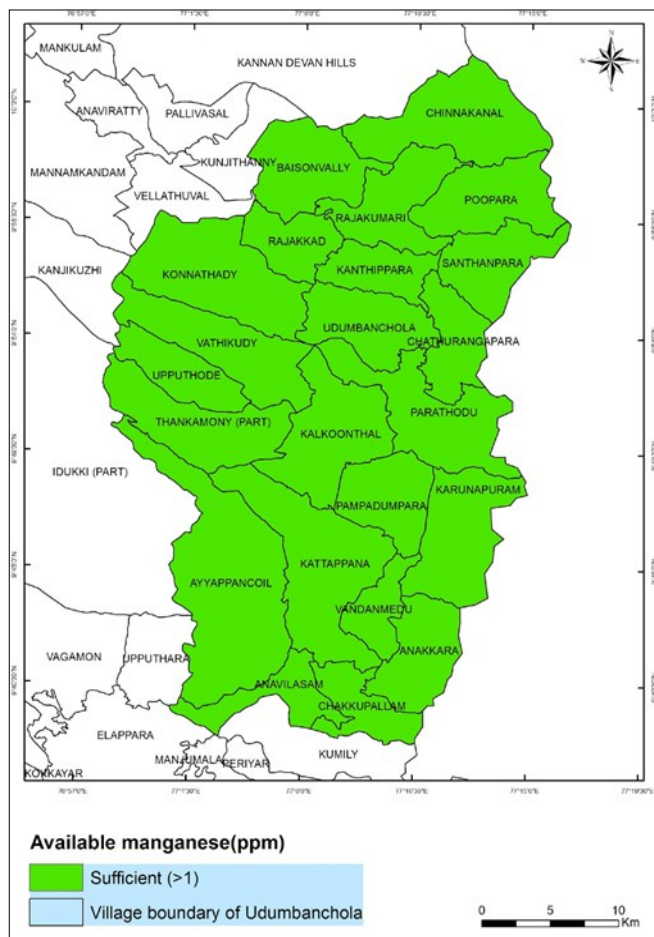 MANKULAM
KANNAN DEVAN HILLS
N
W
E
S
CHINNAKANAL
ANAVIRATTY
PALLIVASAL
KUNJITHANNY
BAISONVALLY
MANNAMKANDAM
VELLATHUVAL
POOPARA
RAJAKUMARI
RAJAKKAD
SANTHANPARA
KANJIKUZHI
KONNATHADY
KANTHIPPARA
UDUMBANCHOLA
VATHIKUDY
CHATHURANGAPARA
UPPUTHODE
PARATHODU
THANKAMONY (PART)
KALKOONTHAL
IDUKKI (PART)
KARUNAPURAM
PAMPADUMPARA
KATTAPPANA
AYYAPPANCOIL
VANDANMEDU
ANAKKARA
VAGAMON
UPPUTHARA
ANAVILASAM
CHAKKUPALLAM
ELAPPARA
MANJUMALA
PERIYAR
KUMILY
KOKKAYAR
Available manganese(ppm)
Sufficient (>1)
Village boundary of Udumbanchola
0 5 10
Km